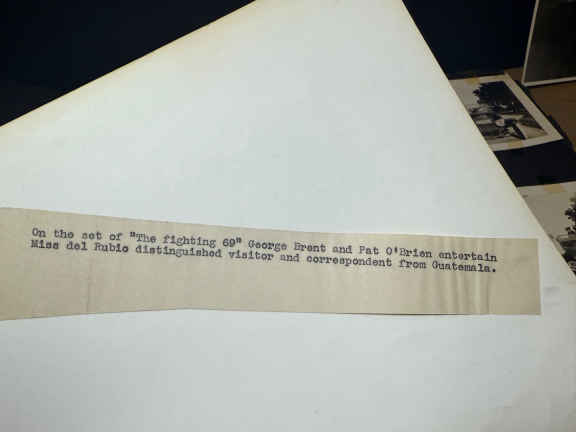 On the set of "The fighting 69" George Brent and Pat O'Brien entertain
Miss del Rubio distinguished visitor and correspondent from Guatemala.